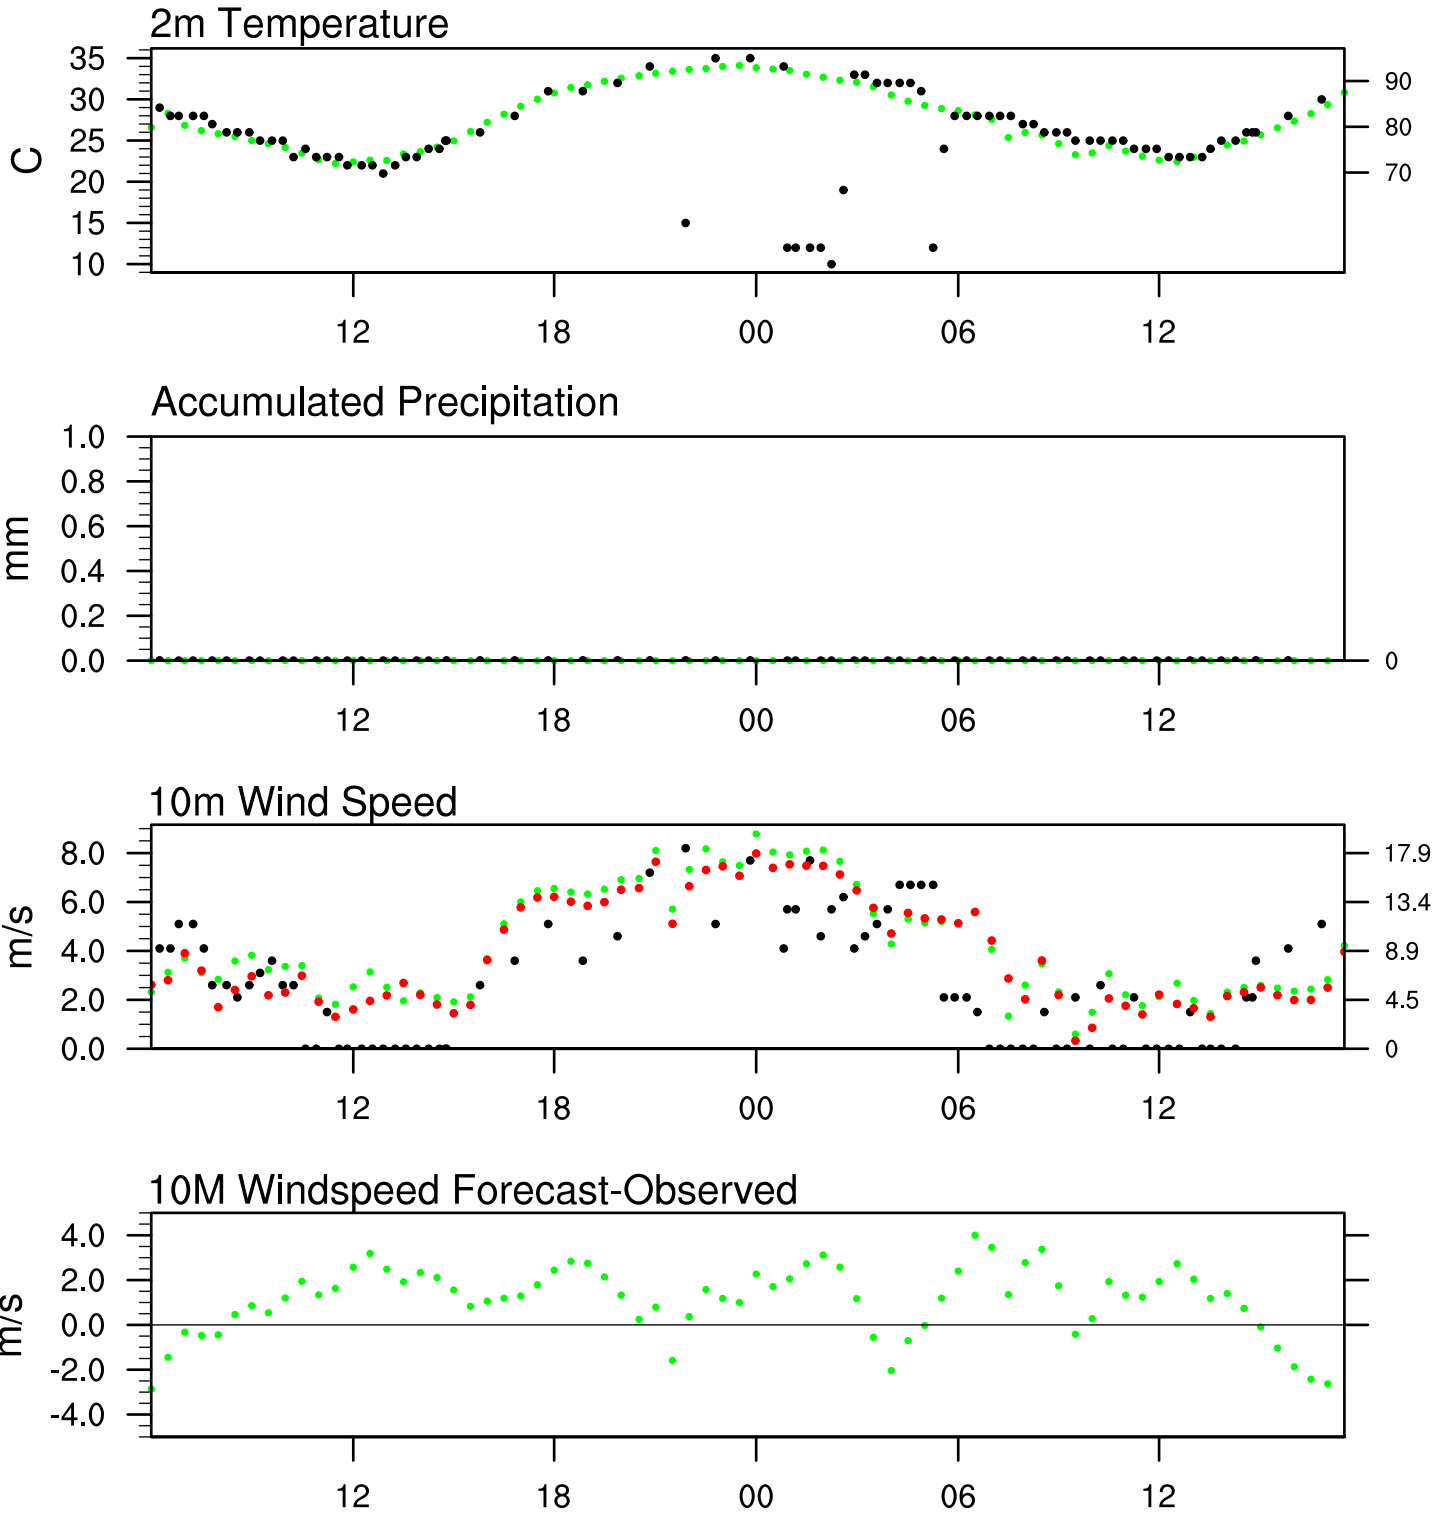 2m Temperature
35
30
25
20
15
10
C
90
80
70
12 18 00 06 12
Accumulated Precipitation
1.0
0.8
0.6
0.4
0.2
0.0
mm
0
12 18 00 06 12
10m Wind Speed
8.0
6.0
4.0
2.0
0.0
m/s
17.9
13.4
8.9
4.5
0
12 18 00 06 12
10M Windspeed Forecast-Observed
4.0
2.0
0.0
-2.0
-4.0
m/s
12 18 00 06 12